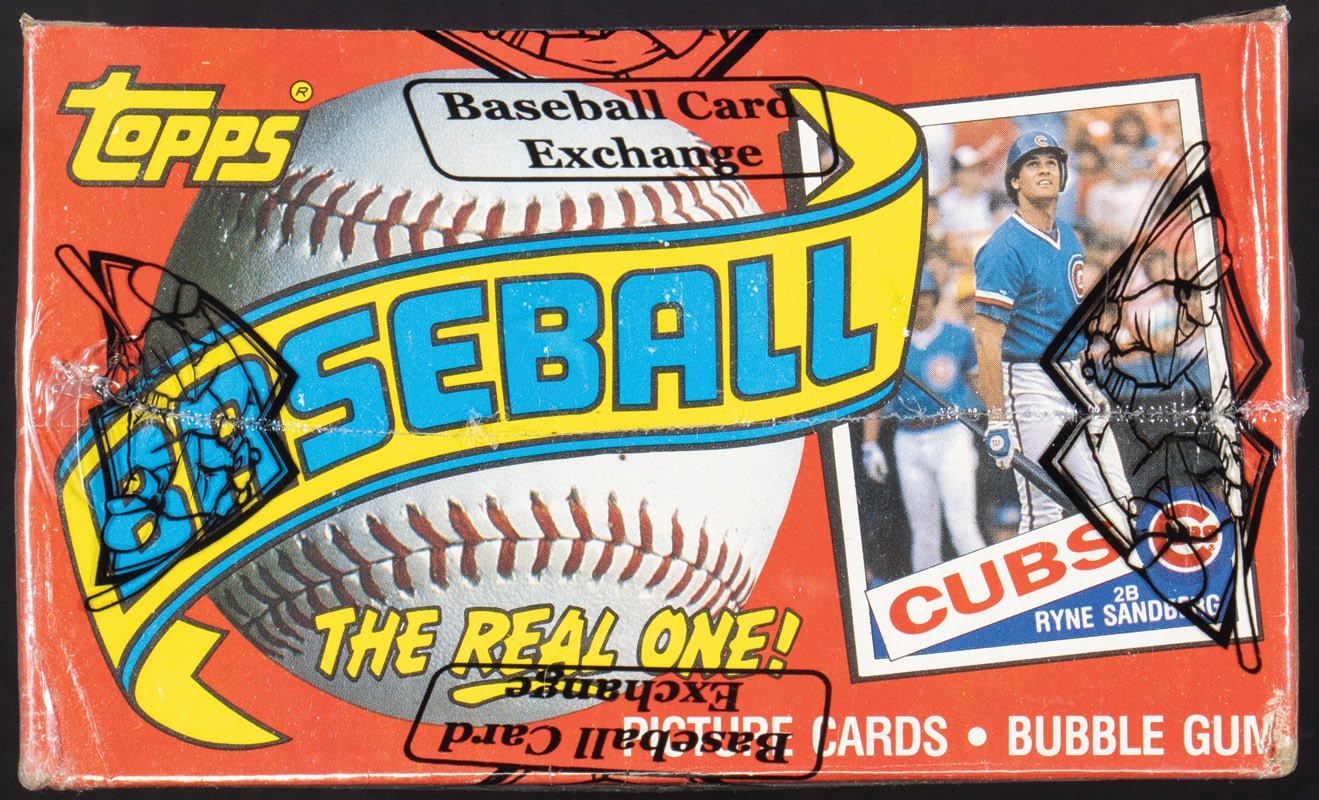 topps®
Baseball Card
Exchange
BASEBALL
CUBS
CUBS
2B
RYNE SANDBERG
THE REAL ONE!
Baseball Card
Exchange
PICTURE CARDS • BUBBLE GUM